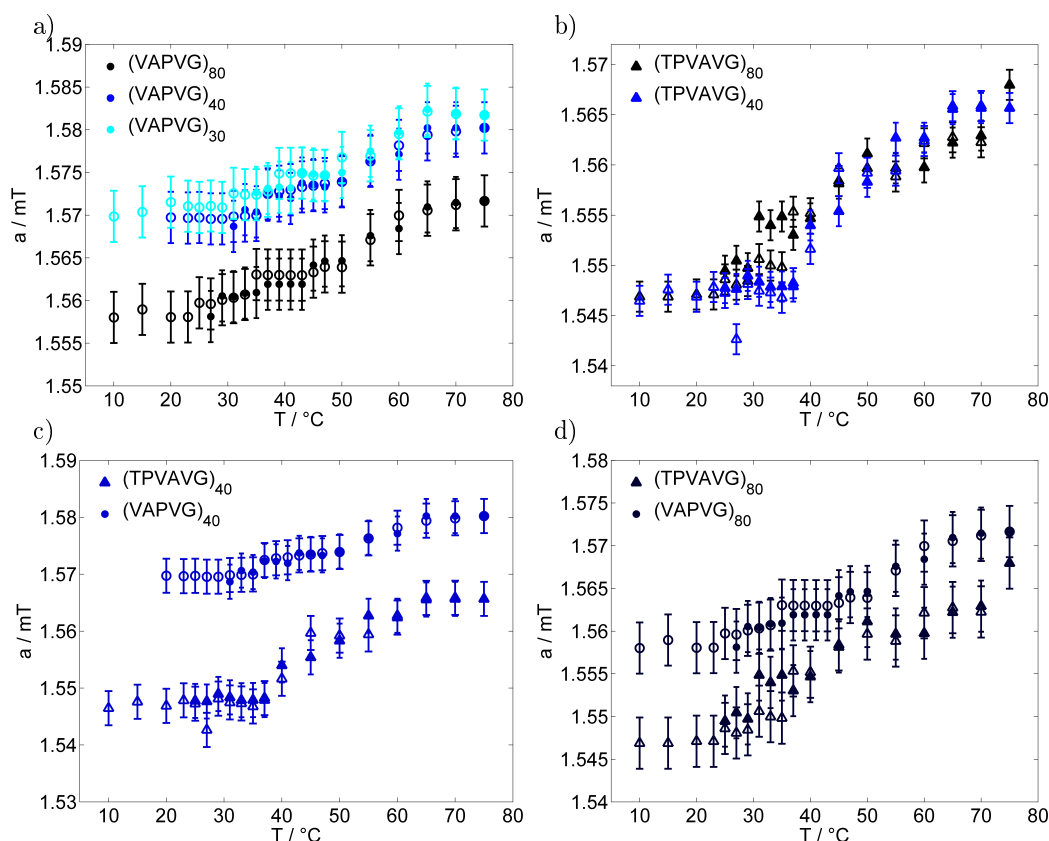 a)
1.59
1.585
1.58
1.575
1.57
1.565
1.56
1.555
1.55
a / mT
(VAPVG)80
(VAPVG)40
(VAPVG)30
10 20 30 40 50 60 70 80
T / °C
b)
1.57
1.565
1.56
1.555
1.55
1.545
1.54
a / mT
(TPVAVG)80
(TPVAVG)40
10 20 30 40 50 60 70 80
T / °C
c)
1.59
1.58
1.57
1.56
1.55
1.54
1.53
a / mT
(TPVAVG)40
(VAPVG)40
10 20 30 40 50 60 70 80
T / °C
d)
1.58
1.575
1.57
1.565
1.56
1.555
1.55
1.545
1.54
a / mT
(TPVAVG)80
(VAPVG)80
10 20 30 40 50 60 70 80
T / °C